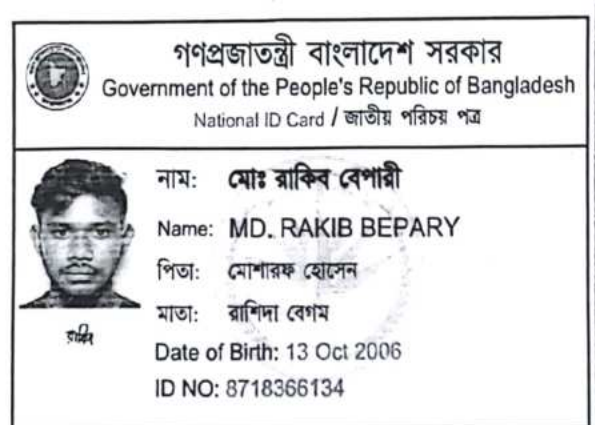 গণপ্রজাতন্ত্রী বাংলাদেশ সরকার
Government of the People's Republic of Bangladesh
National ID Card / জাতীয় পরিচয় পত্র
নাম: মোঃ রাকিব বেপারী
Name: MD. RAKIB BEPARY
পিতা: মোশারফ হোসেন
মাতা: রাশিদা বেগম
রাকিব
Date of Birth: 13 Oct 2006
ID NO: 8718366134